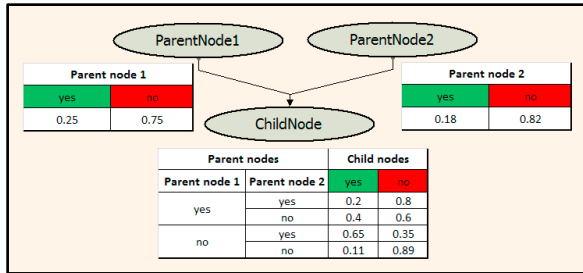 ParentNode1 ParentNode2
Parent node 1 Parent node 2
yes no yes no
0.25 0.75 0.18 0.82
ChildNode
Parent nodes Child nodes
Parent node 1 Parent node 2 yes no
yes yes 0.2 0.8
no 0.4 0.6
no yes 0.65 0.35
no 0.11 0.89